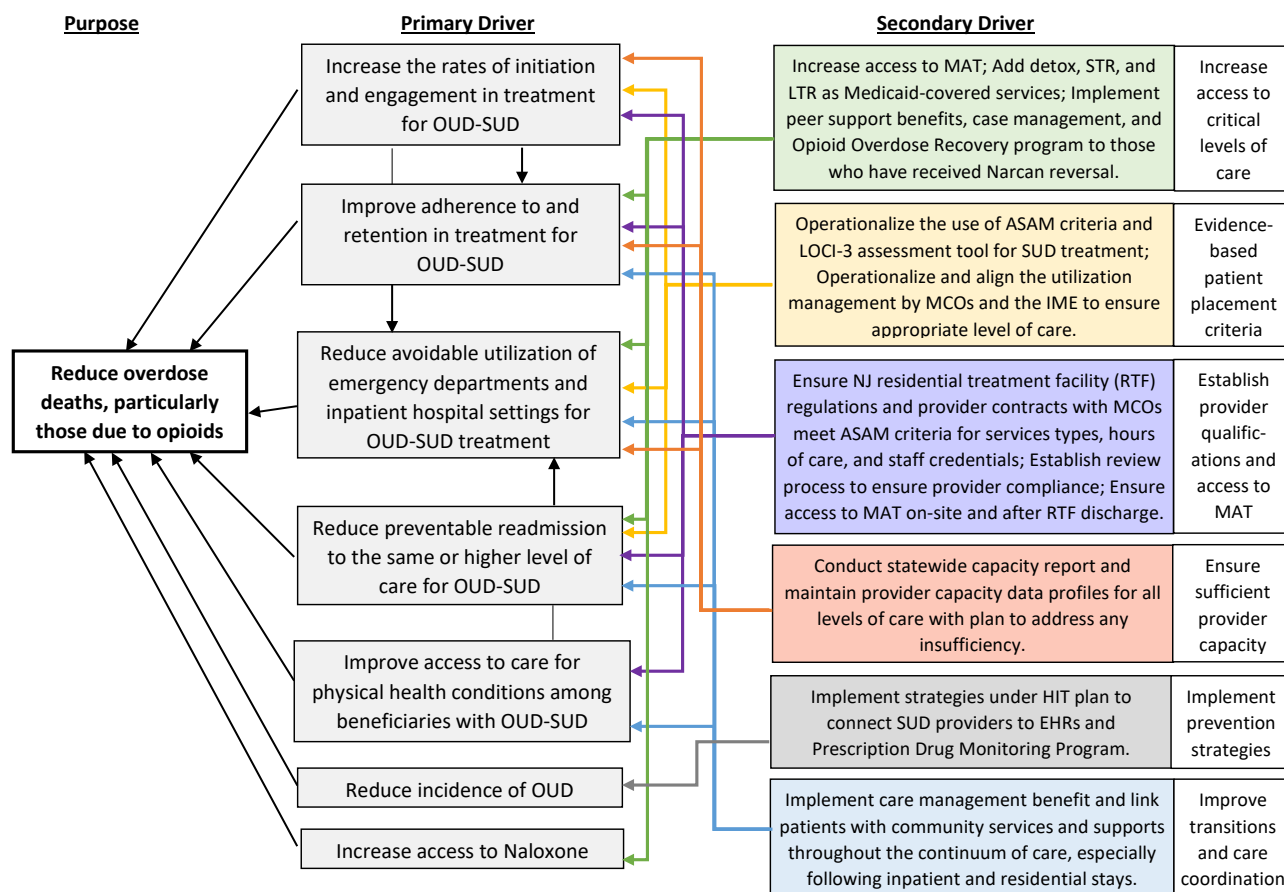 Purpose
Primary Driver
Secondary Driver
Increase the rates of initiation
and engagement in treatment
for OUD-SUD
Improve adherence to and
retention in treatment for
OUD-SUD
Reduce avoidable utilization of
emergency departments and
inpatient hospital settings for
OUD-SUD treatment
Reduce overdose
deaths, particularly
those due to opioids
Reduce preventable readmission
to the same or higher level of
care for OUD-SUD
Improve access to care for
physical health conditions among
beneficiaries with OUD-SUD
Reduce incidence of OUD
Increase access to Naloxone
Increase access to MAT; Add detox, STR, and
LTR as Medicaid-covered services; Implement
peer support benefits, case management, and
Opioid Overdose Recovery program to those
who have received Narcan reversal.
Increase
access to
critical
levels of
care
Operationalize the use of ASAM criteria and
LOCI-3 assessment tool for SUD treatment;
Operationalize and align the utilization
management by MCOs and the IME to ensure
appropriate level of care.
Evidence-
based
patient
placement
criteria
Ensure NJ residential treatment facility (RTF)
regulations and provider contracts with MCOs
meet ASAM criteria for services types, hours
of care, and staff credentials; Establish review
process to ensure provider compliance; Ensure
access to MAT on-site and after RTF discharge.
Establish
provider
qualific-
ations and
access to
MAT
Conduct statewide capacity report and
maintain provider capacity data profiles for all
levels of care with plan to address any
insufficiency.
Ensure
sufficient
provider
capacity
Implement strategies under HIT plan to
connect SUD providers to EHRs and
Prescription Drug Monitoring Program.
Implement
prevention
strategies
Implement care management benefit and link
patients with community services and supports
throughout the continuum of care, especially
following inpatient and residential stays.
Improve
transitions
and care
coordination